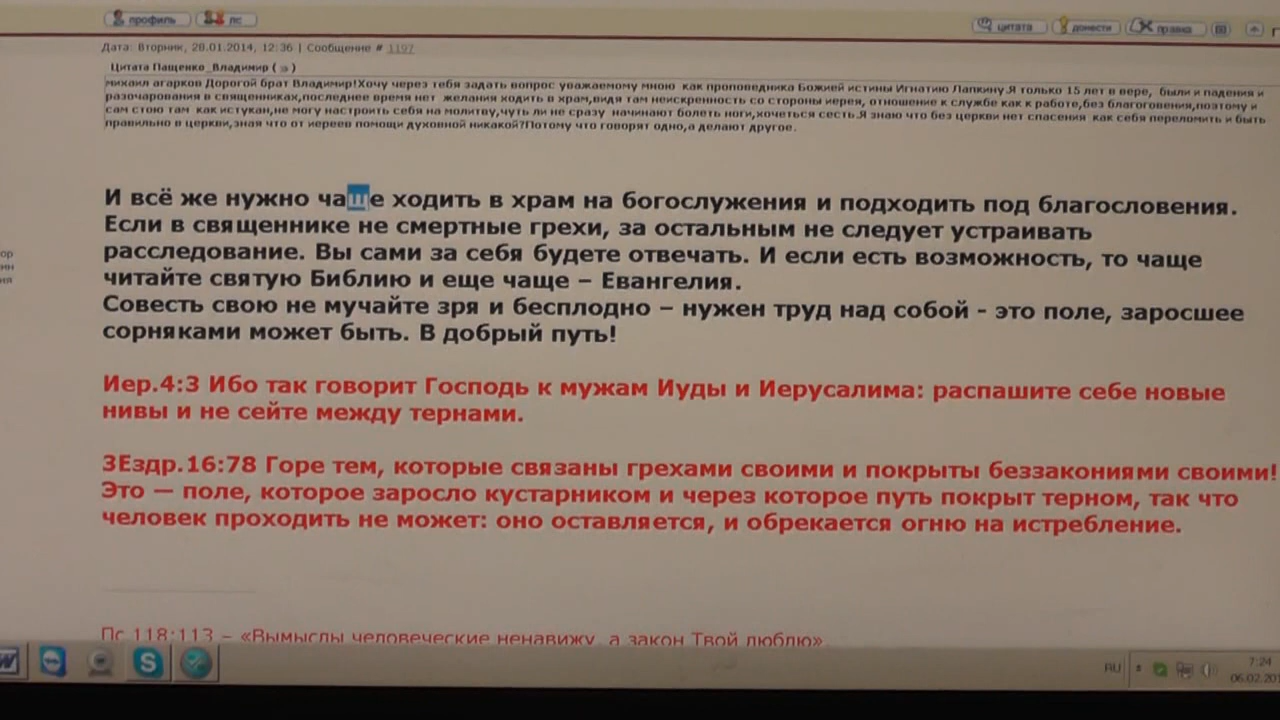 профиль лс цитата донести правка
Дата: Вторник, 28.01.2014, 12:36 | Сообщение # 1197
Цитата Пащенко_Владимир ( )
михаил агарков Дорогой брат Владимир!Хочу через тебя задать вопрос уважаемому мною как проповедника Божией истины Игнатию Лапкину.Я только 15 лет в вере, были и падения и
разочарования в священниках,последнее время нет желания ходить в храм,видя там неискренность со стороны иерея, отношение к службе как к работе,без благоговения,поэтому и
сам стою там как истукан,не могу настроить себя на молитву,чуть ли не сразу начинают болеть ноги,хочеться сесть.Я знаю что без церкви нет спасения как себя переломить и быть
правильно в церкви,зная что от иереев помощи духовной никакой?Потому что говорят одно,а делают другое.
И всё же нужно чаще ходить в храм на богослужения и подходить под благословения.
Если в священнике не смертные грехи, за остальным не следует устраивать
расследование. Вы сами за себя будете отвечать. И если есть возможность, то чаще
читайте святую Библию и еще чаще – Евангелия.
Совесть свою не мучайте зря и бесплодно – нужен труд над собой - это поле, заросшее
сорняками может быть. В добрый путь!
Иер.4:3 Ибо так говорит Господь к мужам Иуды и Иерусалима: распашите себе новые
нивы и не сейте между тернами.
3Ездр.16:78 Горе тем, которые связаны грехами своими и покрыты беззакониями своими!
Это — поле, которое заросло кустарником и через которое путь покрыт терном, так что
человек проходить не может: оно оставляется, и обрекается огню на истребление.
Пс 118:113 – «Вымыслы человеческие ненавижу, а закон Твой люблю»
W S RU 7:24
06.02.201